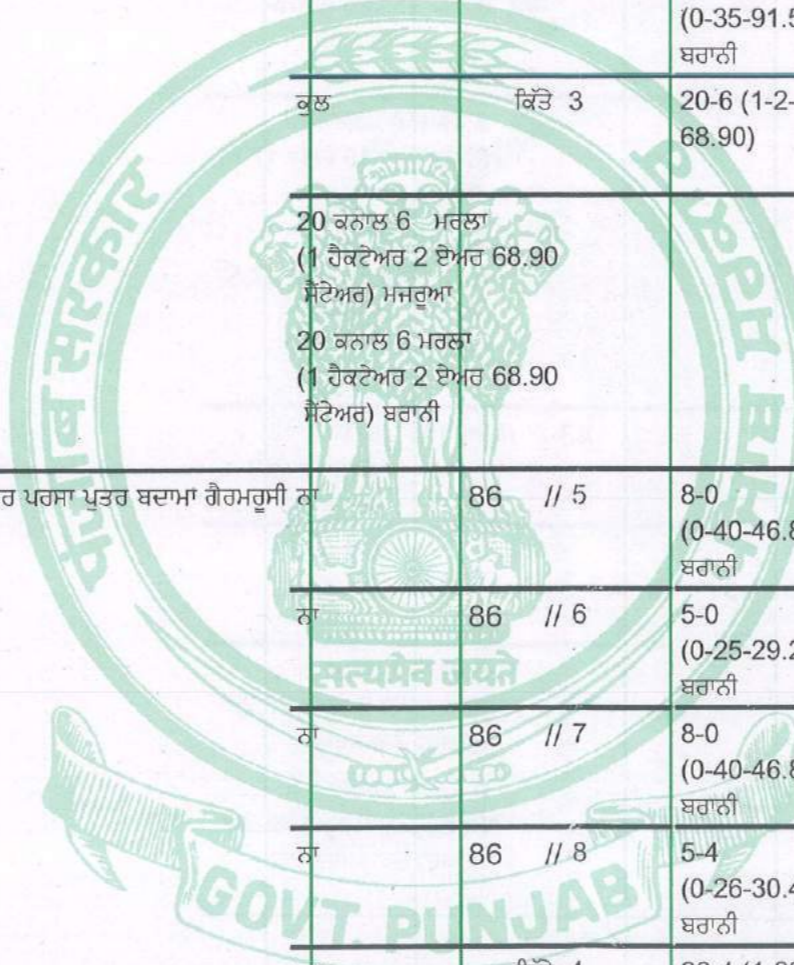 (0-35-91.5
ਬਰਾਨੀ
ਕੁਲ ਕਿੱਤੇ 3 20-6 (1-2-
68.90)
20 ਕਨਾਲ 6 ਮਰਲਾ
(1 ਹੈਕਟੇਅਰ 2 ਏਅਰ 68.90
ਸੈਂਟੇਅਰ) ਮਜਰੂਆ
20 ਕਨਾਲ 6 ਮਰਲਾ
(1 ਹੈਕਟੇਅਰ 2 ਏਅਰ 68.90
ਸੈਂਟੇਅਰ) ਬਰਾਨੀ
ਰ ਪਰਸਾ ਪੁਤਰ ਬਦਾਮਾਂ ਗੈਰਮਰੂਸੀ ਨਾ 86 // 5 8-0
(0-40-46.8
ਬਰਾਨੀ
ਨਾ 86 // 6 5-0
(0-25-29.2
ਬਰਾਨੀ
ਨਾ 86 // 7 8-0
(0-40-46.8
ਬਰਾਨੀ
ਨਾ 86 // 8 5-4
(0-26-30.4
ਬਰਾਨੀ
ਪੰਜਾਬ ਸਰਕਾਰ
सत्यमेव जयते
GOVT. PUNJAB